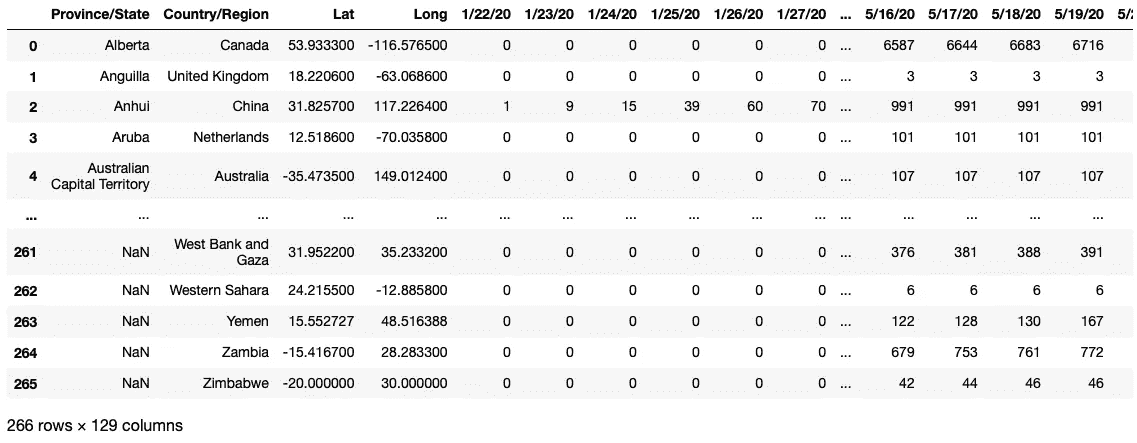 Province/State Country/Region Lat Long 1/22/20 1/23/20 1/24/20 1/25/20 1/26/20 1/27/20 ... 5/16/20 5/17/20 5/18/20 5/19/20
0 Alberta Canada 53.933300 -116.576500 0 0 0 0 0 0 ... 6587 6644 6683 6716
1 Anguilla United Kingdom 18.220600 -63.068600 0 0 0 0 0 0 ... 3 3 3 3
2 Anhui China 31.825700 117.226400 1 9 15 39 60 70 ... 991 991 991 991
3 Aruba Netherlands 12.518600 -70.035800 0 0 0 0 0 0 ... 101 101 101 101
4 Australian Capital Territory Australia -35.473500 149.012400 0 0 0 0 0 0 ... 107 107 107 107
... ... ... ... ... ... ... ... ... ... ... ... ... ... ... ...
261 NaN West Bank and Gaza 31.952200 35.233200 0 0 0 0 0 0 ... 376 381 388 391
262 NaN Western Sahara 24.215500 -12.885800 0 0 0 0 0 0 ... 6 6 6 6
263 NaN Yemen 15.552727 48.516388 0 0 0 0 0 0 ... 122 128 130 167
264 NaN Zambia -15.416700 28.283300 0 0 0 0 0 0 ... 679 753 761 772
265 NaN Zimbabwe -20.000000 30.000000 0 0 0 0 0 0 ... 42 44 46 46
266 rows × 129 columns